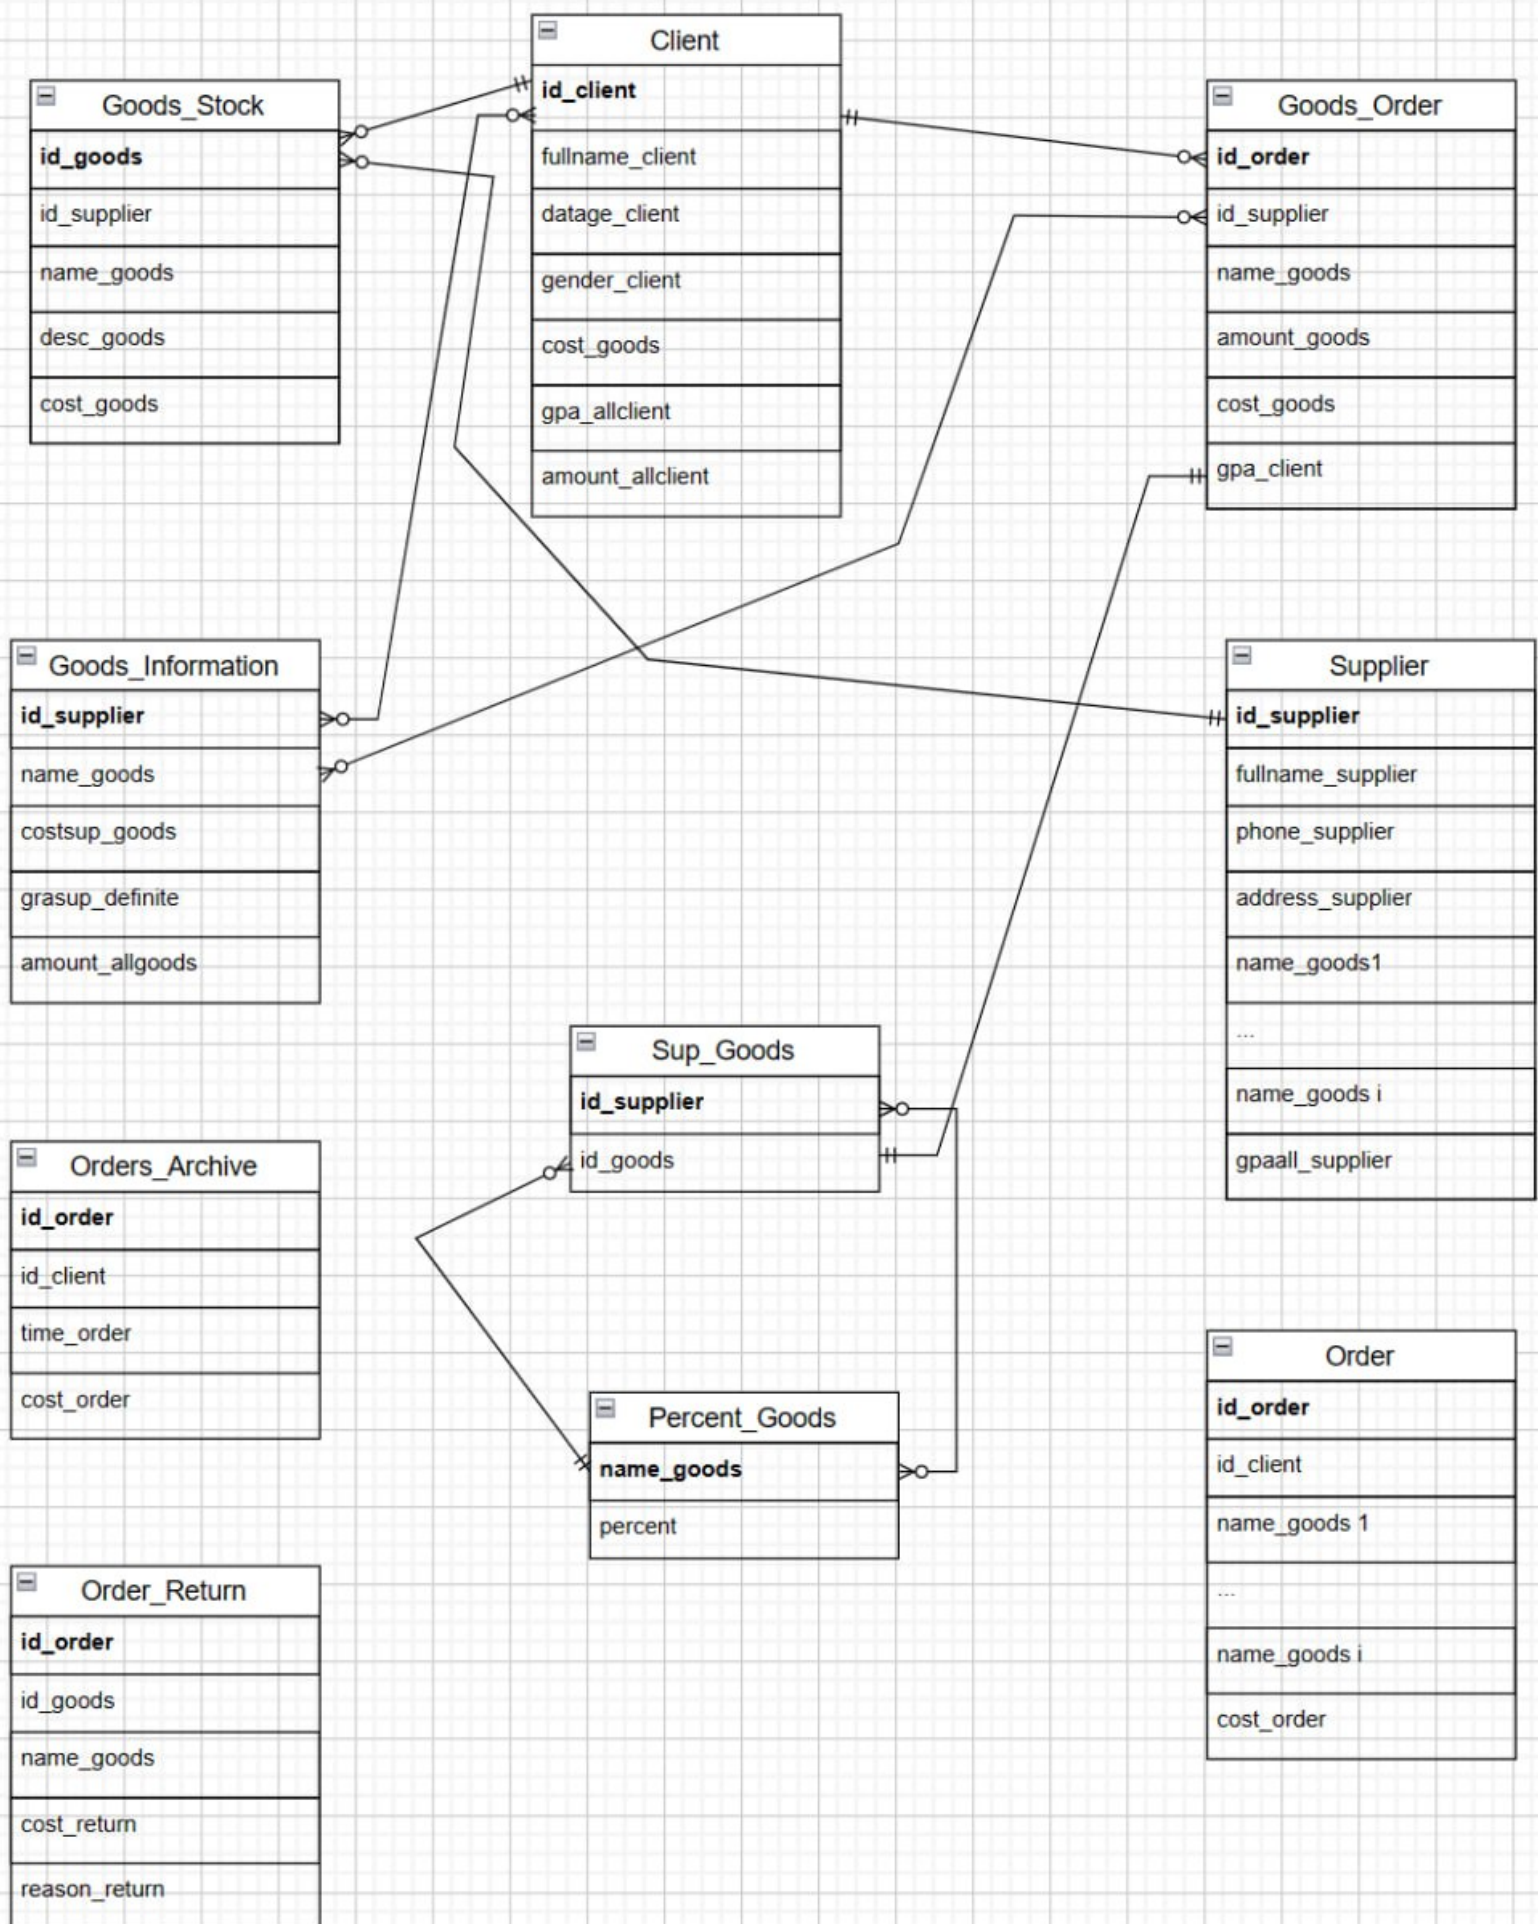 Client
id_client
fullname_client
datage_client
gender_client
cost_goods
gpa_allclient
amount_allclient
Goods_Stock
id_goods
id_supplier
name_goods
desc_goods
cost_goods
Goods_Order
id_order
id_supplier
name_goods
amount_goods
cost_goods
gpa_client
Goods_Information
id_supplier
name_goods
costsup_goods
grasup_definite
amount_allgoods
Supplier
id_supplier
fullname_supplier
phone_supplier
address_supplier
name_goods1
...
name_goods i
gpaall_supplier
Sup_Goods
id_supplier
id_goods
Orders_Archive
id_order
id_client
time_order
cost_order
Percent_Goods
name_goods
percent
Order
id_order
id_client
name_goods 1
...
name_goods i
cost_order
Order_Return
id_order
id_goods
name_goods
cost_return
reason_return